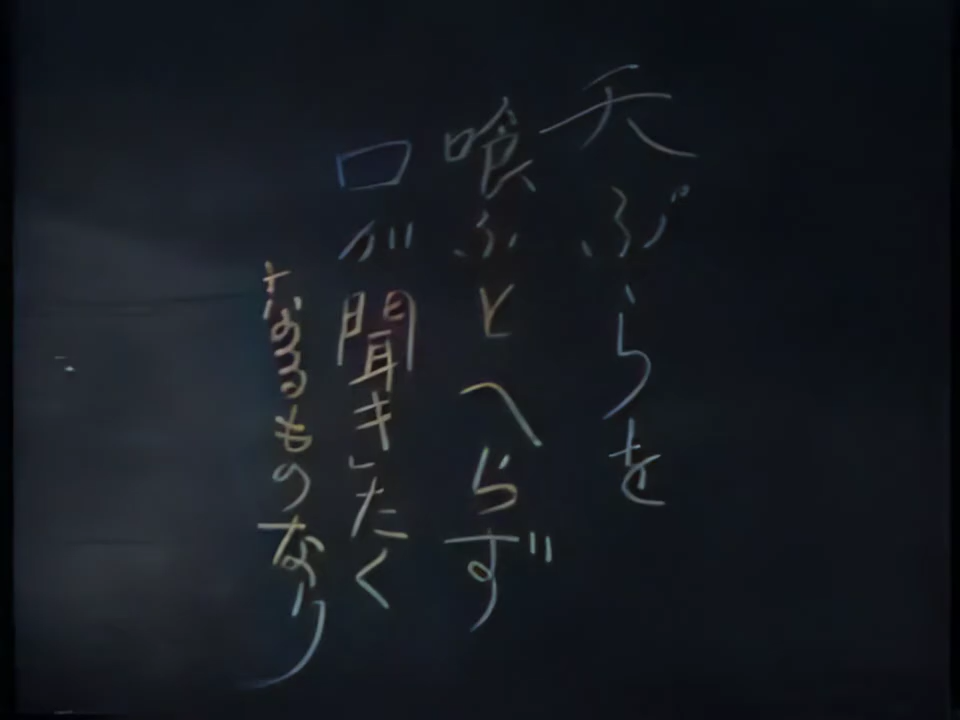 天ぷらを
喰ふとへらず
口が聞きたく
なるものなり